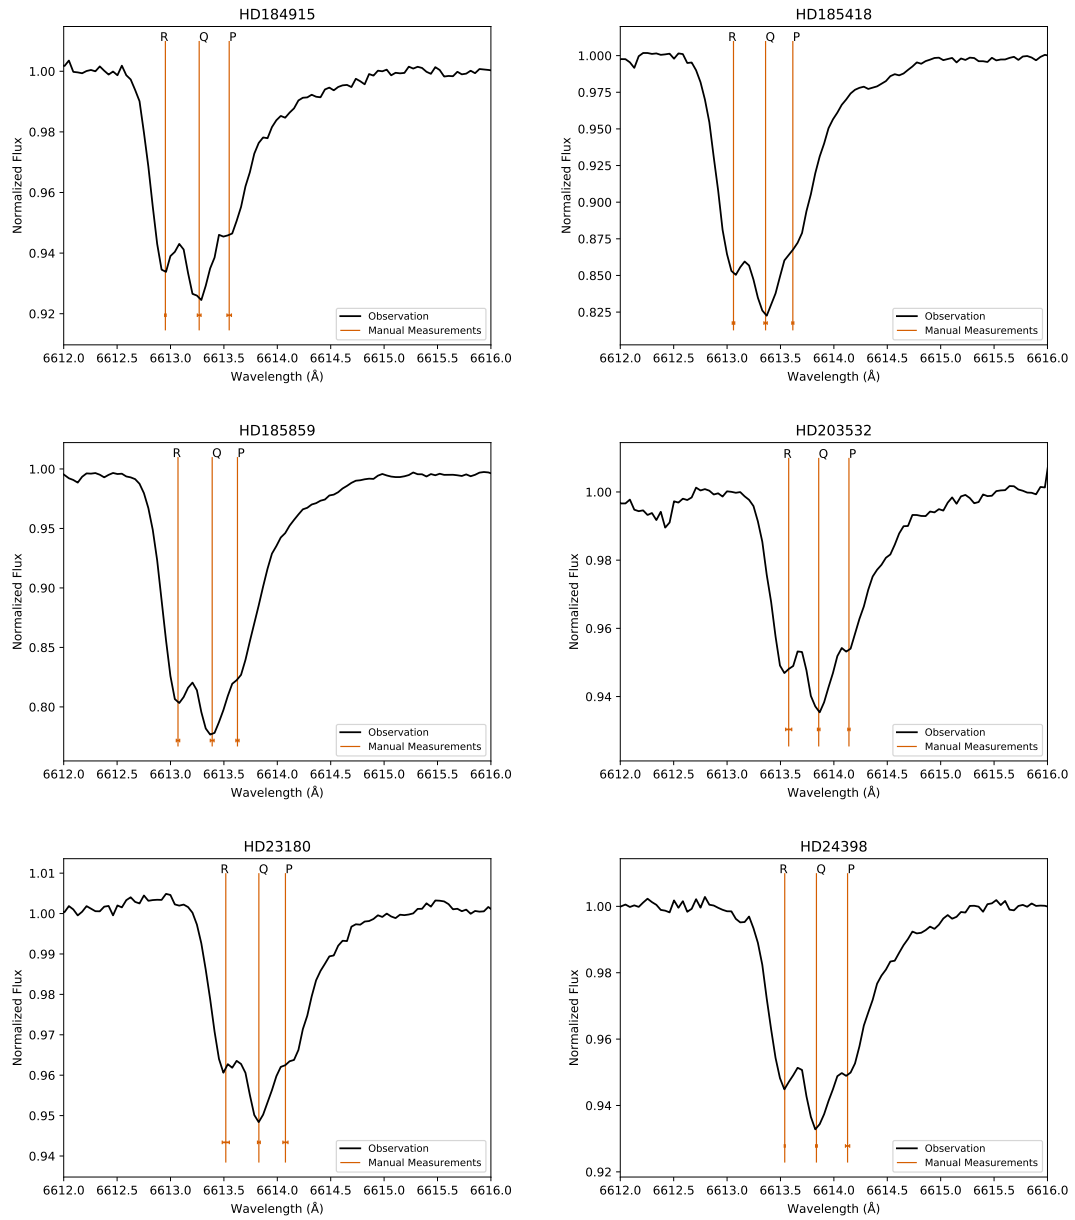 HD184915
R Q P
1.00
0.98
0.96
0.94
0.92
Normalized Flux
Observation
Manual Measurements
6612.0 6612.5 6613.0 6613.5 6614.0 6614.5 6615.0 6615.5 6616.0
Wavelength (Å)
HD185418
R Q P
1.000
0.975
0.950
0.925
0.900
0.875
0.850
0.825
Normalized Flux
Observation
Manual Measurements
6612.0 6612.5 6613.0 6613.5 6614.0 6614.5 6615.0 6615.5 6616.0
Wavelength (Å)
HD185859
R Q P
1.00
0.95
0.90
0.85
0.80
Normalized Flux
Observation
Manual Measurements
6612.0 6612.5 6613.0 6613.5 6614.0 6614.5 6615.0 6615.5 6616.0
Wavelength (Å)
HD203532
R Q P
1.00
0.98
0.96
0.94
Normalized Flux
Observation
Manual Measurements
6612.0 6612.5 6613.0 6613.5 6614.0 6614.5 6615.0 6615.5 6616.0
Wavelength (Å)
HD23180
R Q P
1.01
1.00
0.99
0.98
0.97
0.96
0.95
0.94
Normalized Flux
Observation
Manual Measurements
6612.0 6612.5 6613.0 6613.5 6614.0 6614.5 6615.0 6615.5 6616.0
Wavelength (Å)
HD24398
R Q P
1.00
0.98
0.96
0.94
0.92
Normalized Flux
Observation
Manual Measurements
6612.0 6612.5 6613.0 6613.5 6614.0 6614.5 6615.0 6615.5 6616.0
Wavelength (Å)